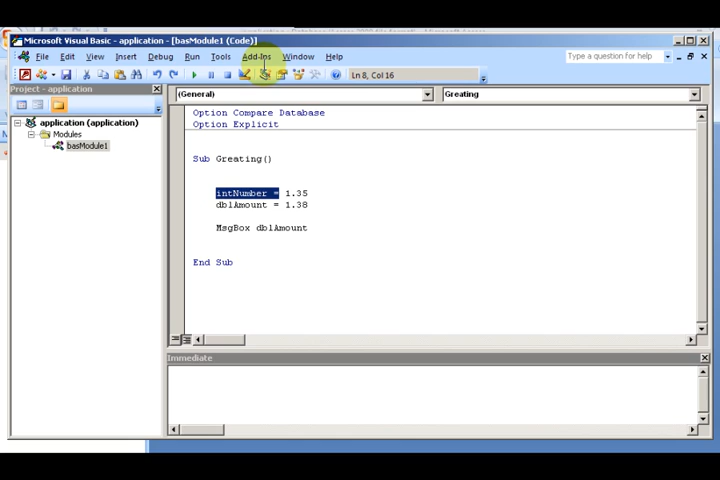 Microsoft Visual Basic - application - [basModule1 (Code)]
File Edit View Insert Debug Run Tools Add-Ins Window Help
Type a question for help
Ln 8, Col 16
Project - application
(General)
Greating
application (application)
Modules
basModule1
Option Compare Database
Option Explicit
Sub Greating()
intNumber = 1.35
dblAmount = 1.38
MsgBox dblAmount
End Sub
Immediate